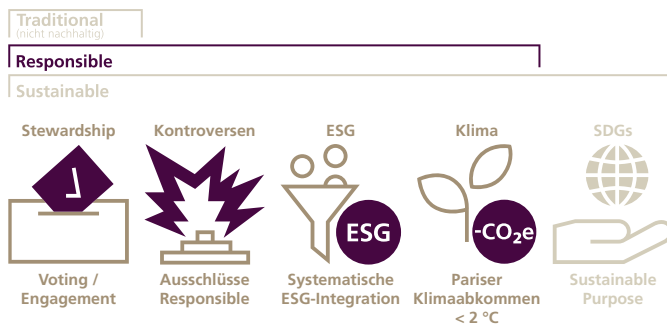 Traditional
(nicht nachhaltig)
Responsible
Sustainable
Stewardship
Kontroversen
ESG
Klima
SDGs
ESG
-CO₂e
Voting /
Engagement
Ausschlüsse
Responsible
Systematische
ESG-Integration
Pariser
Klimaabkommen
< 2 °C
Sustainable
Purpose